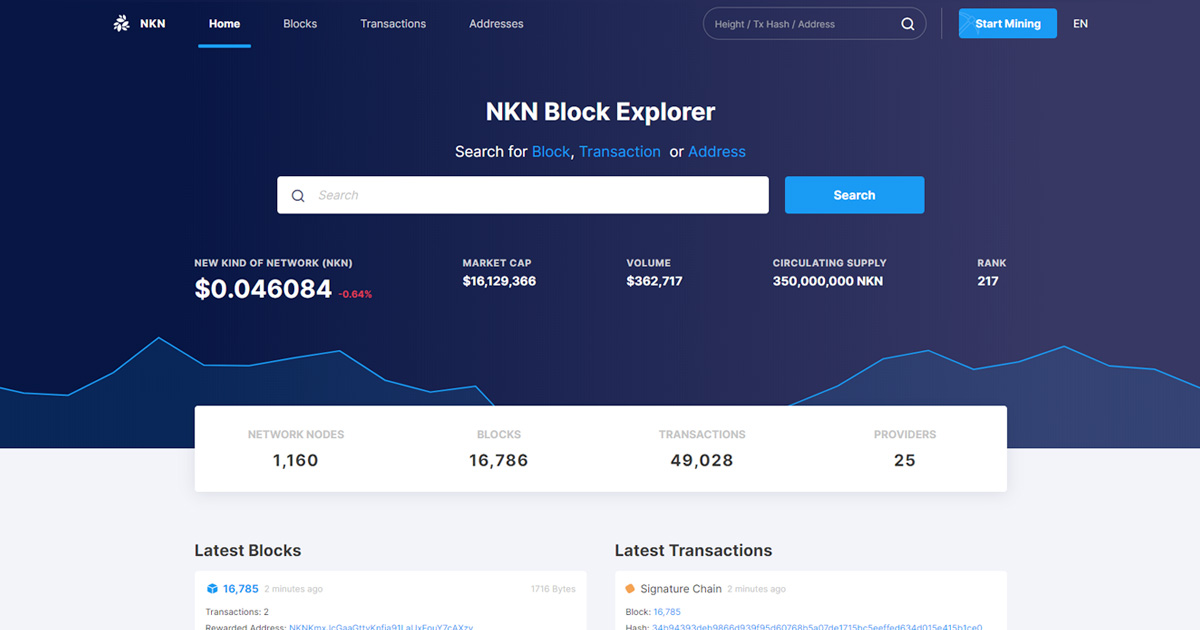 NKN Home Blocks Transactions Addresses Height / Tx Hash / Address Start Mining EN
NKN Block Explorer
Search for Block, Transaction or Address
Search Search
NEW KIND OF NETWORK (NKN) MARKET CAP VOLUME CIRCULATING SUPPLY RANK
$0.046084 -0.64% $16,129,366 $362,717 350,000,000 NKN 217
NETWORK NODES BLOCKS TRANSACTIONS PROVIDERS
1,160 16,786 49,028 25
Latest Blocks Latest Transactions
16,785 2 minutes ago 1716 Bytes Signature Chain 2 minutes ago
Transactions: 2 Block: 16,785
Rewarded Address: Hash: